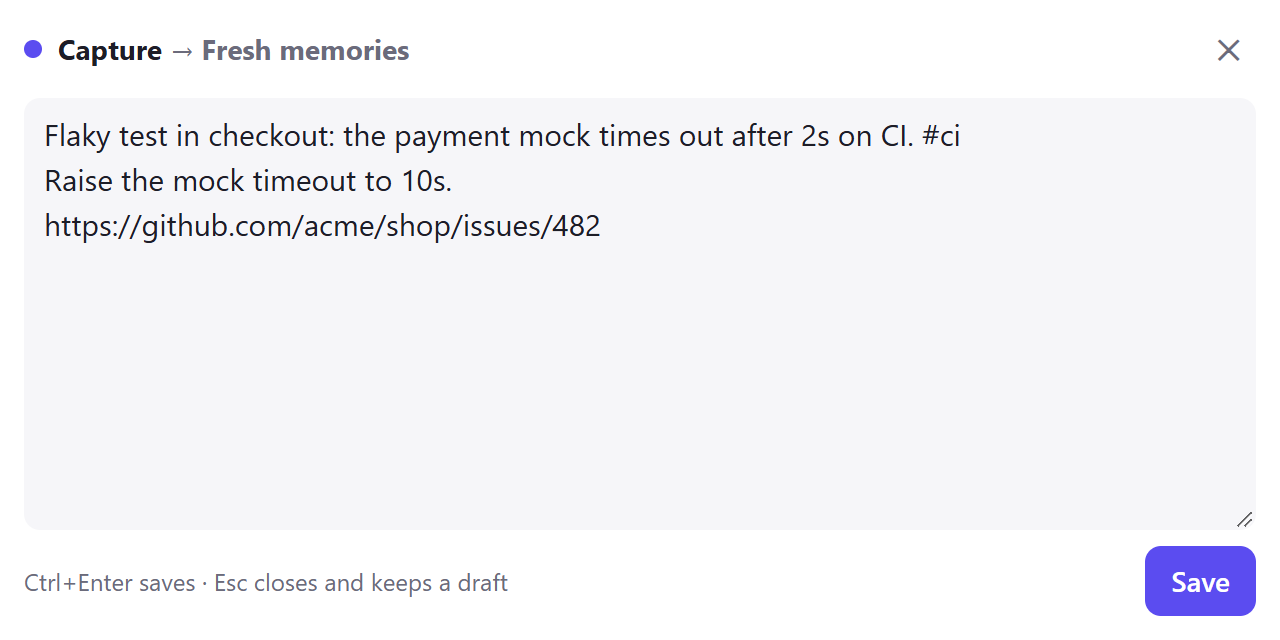 Capture → Fresh memories
Flaky test in checkout: the payment mock times out after 2s on CI. #ci
Raise the mock timeout to 10s.
https://github.com/acme/shop/issues/482
Ctrl+Enter saves · Esc closes and keeps a draft
Save